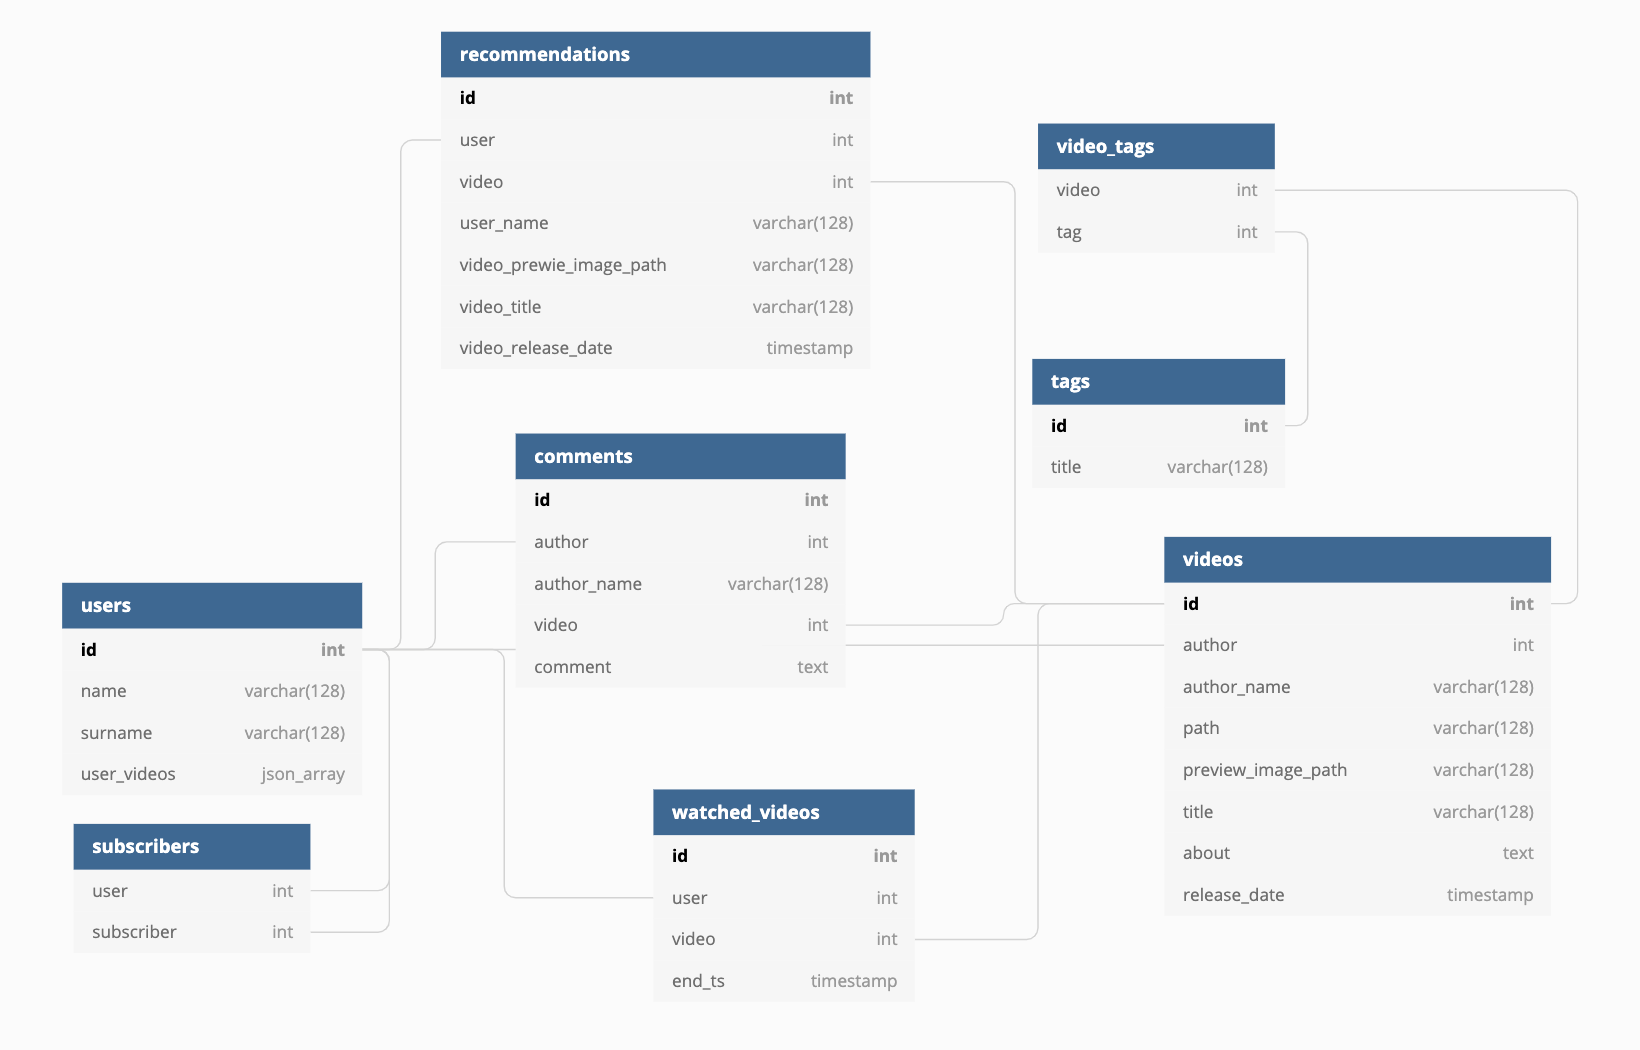 recommendations
id int
user int
video int
user_name varchar(128)
video_prewie_image_path varchar(128)
video_title varchar(128)
video_release_date timestamp
video_tags
video int
tag int
tags
id int
title varchar(128)
comments
id int
author int
author_name varchar(128)
video int
comment text
users
id int
name varchar(128)
surname varchar(128)
user_videos json_array
subscribers
user int
subscriber int
watched_videos
id int
user int
video int
end_ts timestamp
videos
id int
author int
author_name varchar(128)
path varchar(128)
preview_image_path varchar(128)
title varchar(128)
about text
release_date timestamp